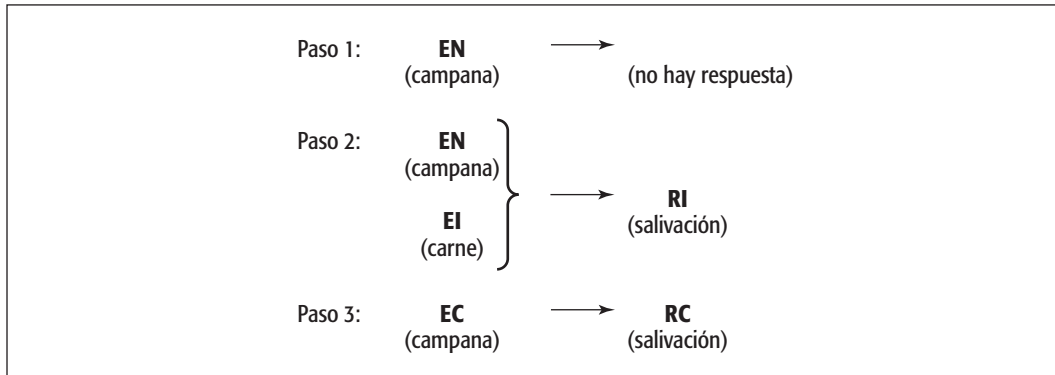 Paso 1: EN
(campana) (no hay respuesta)
Paso 2: EN
(campana)
RI
EI (salivación)
(carne)
Paso 3: EC RC
(campana) (salivación)